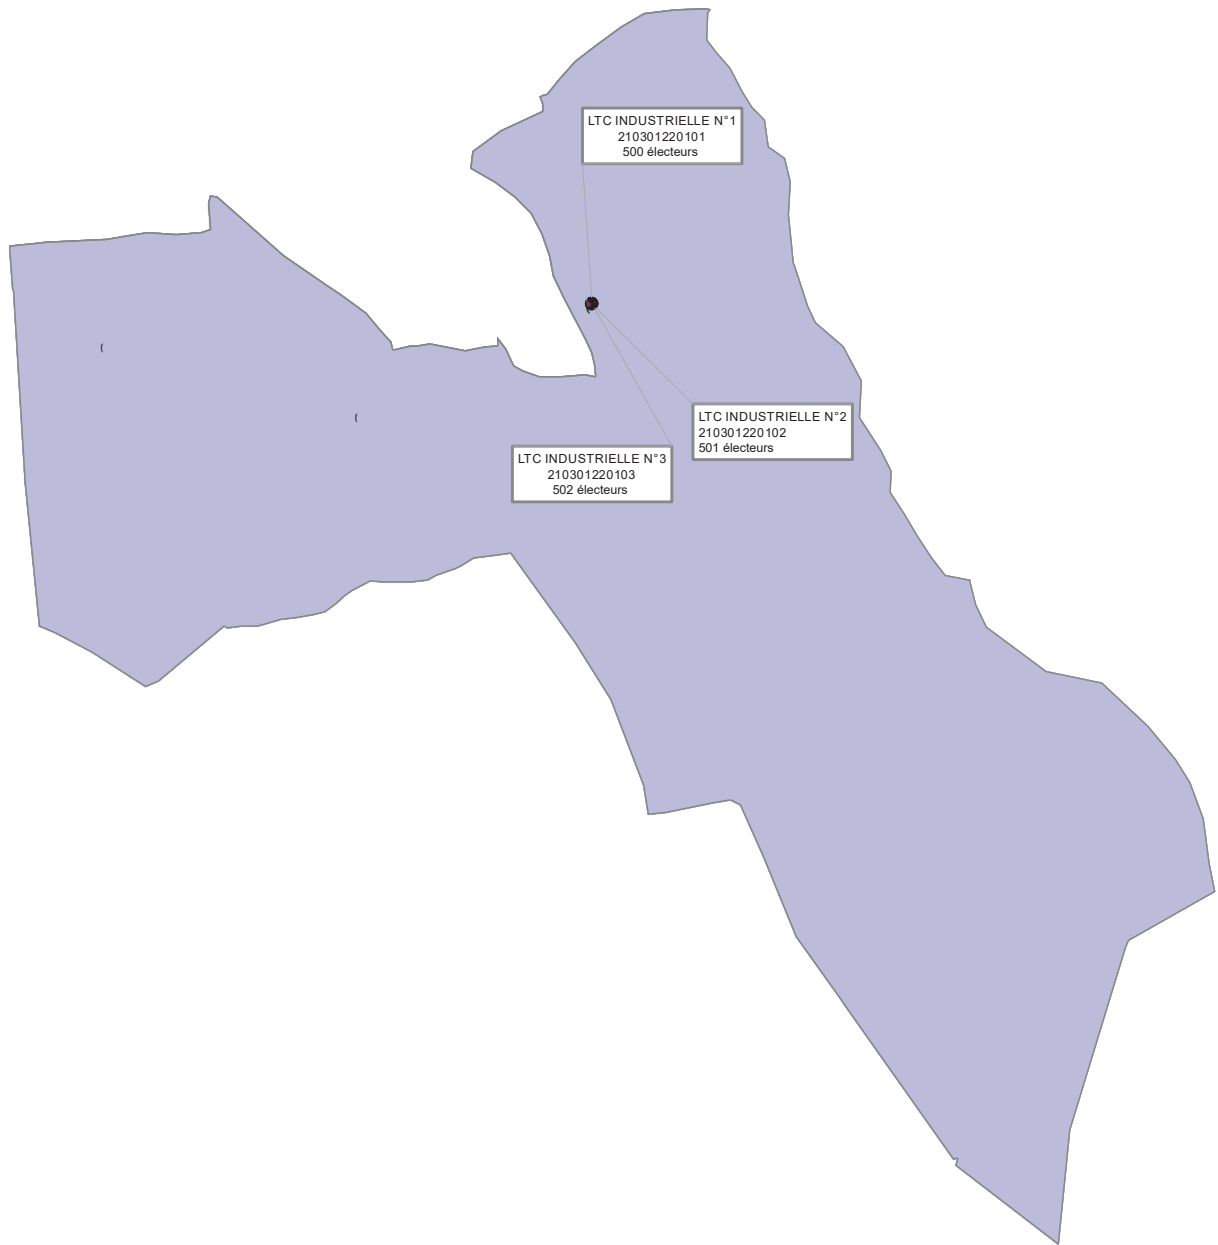 LTC INDUSTRIELLE N°1
210301220101
500 électeurs
LTC INDUSTRIELLE N°2
210301220102
501 électeurs
LTC INDUSTRIELLE N°3
210301220103
502 électeurs